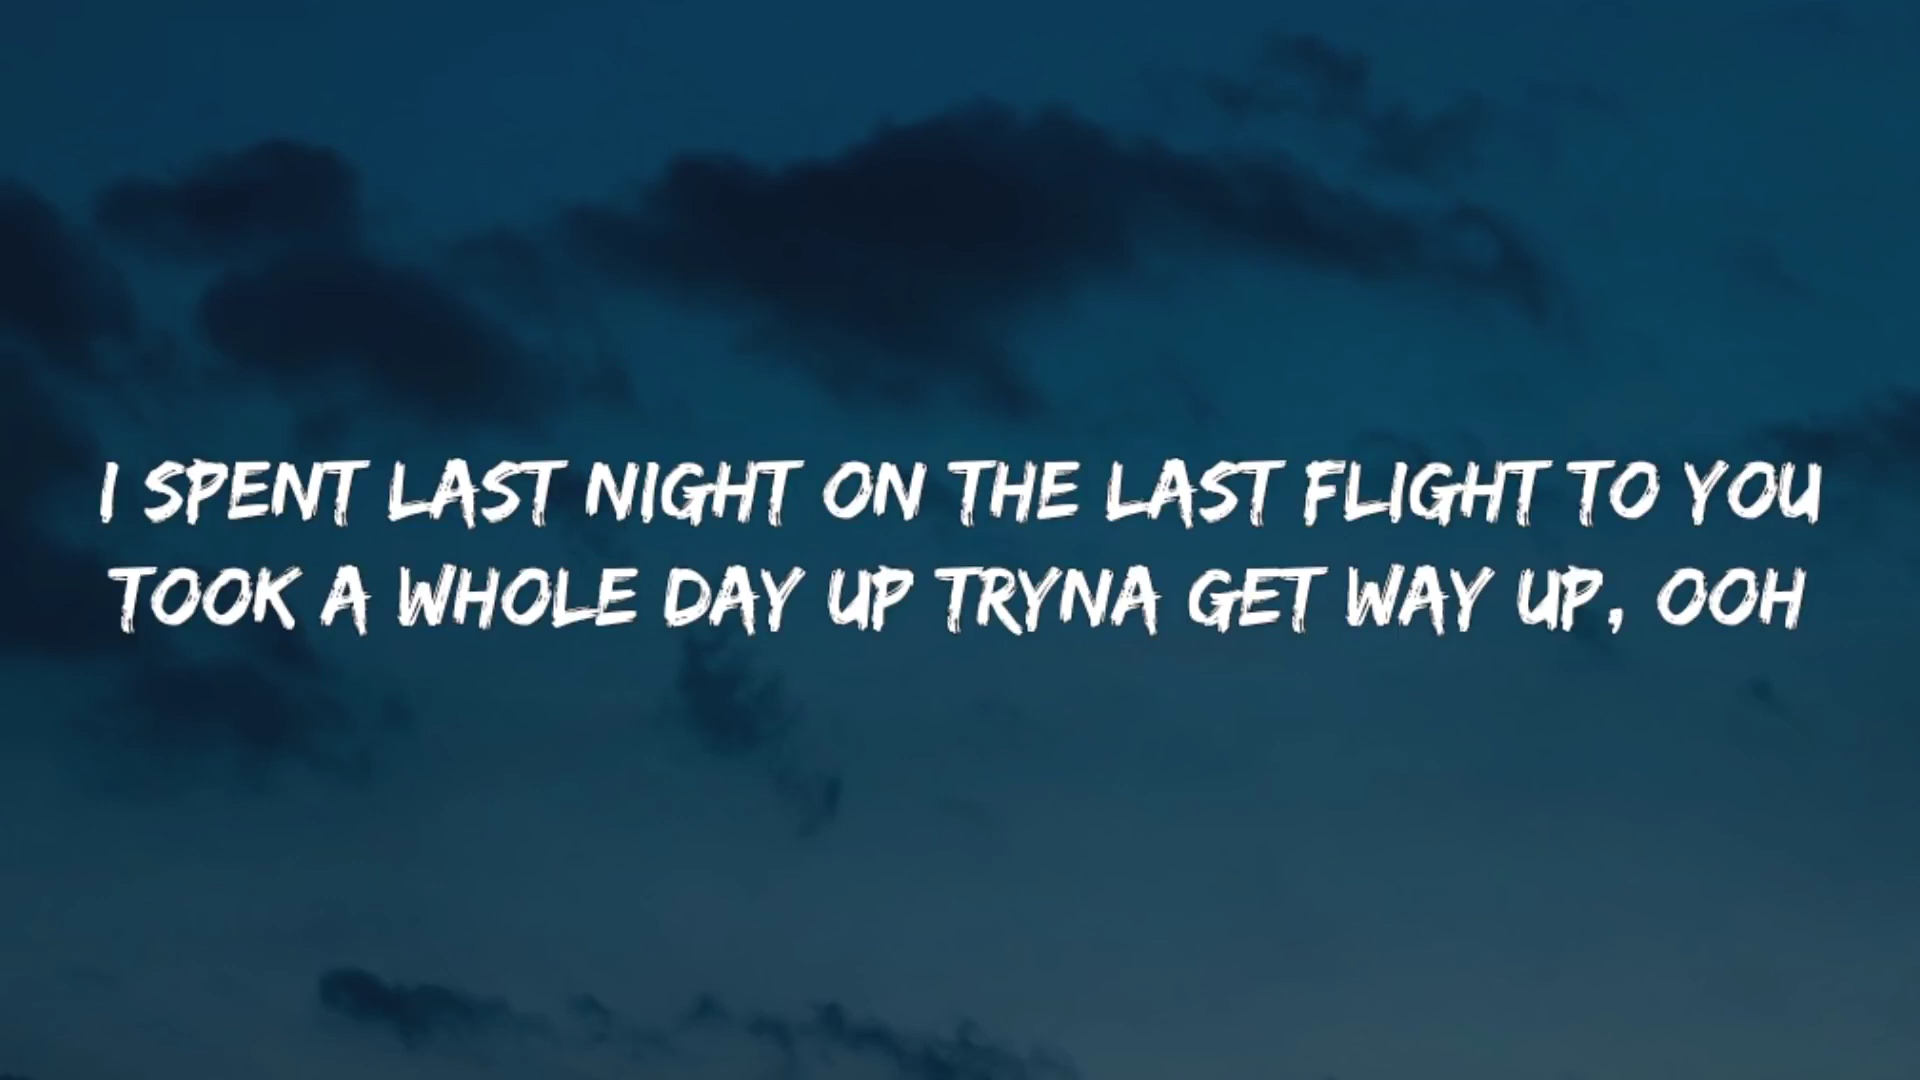 I SPENT LAST NIGHT ON THE LAST FLIGHT TO YOU
TOOK A WHOLE DAY UP TRYNA GET WAY UP, OOH